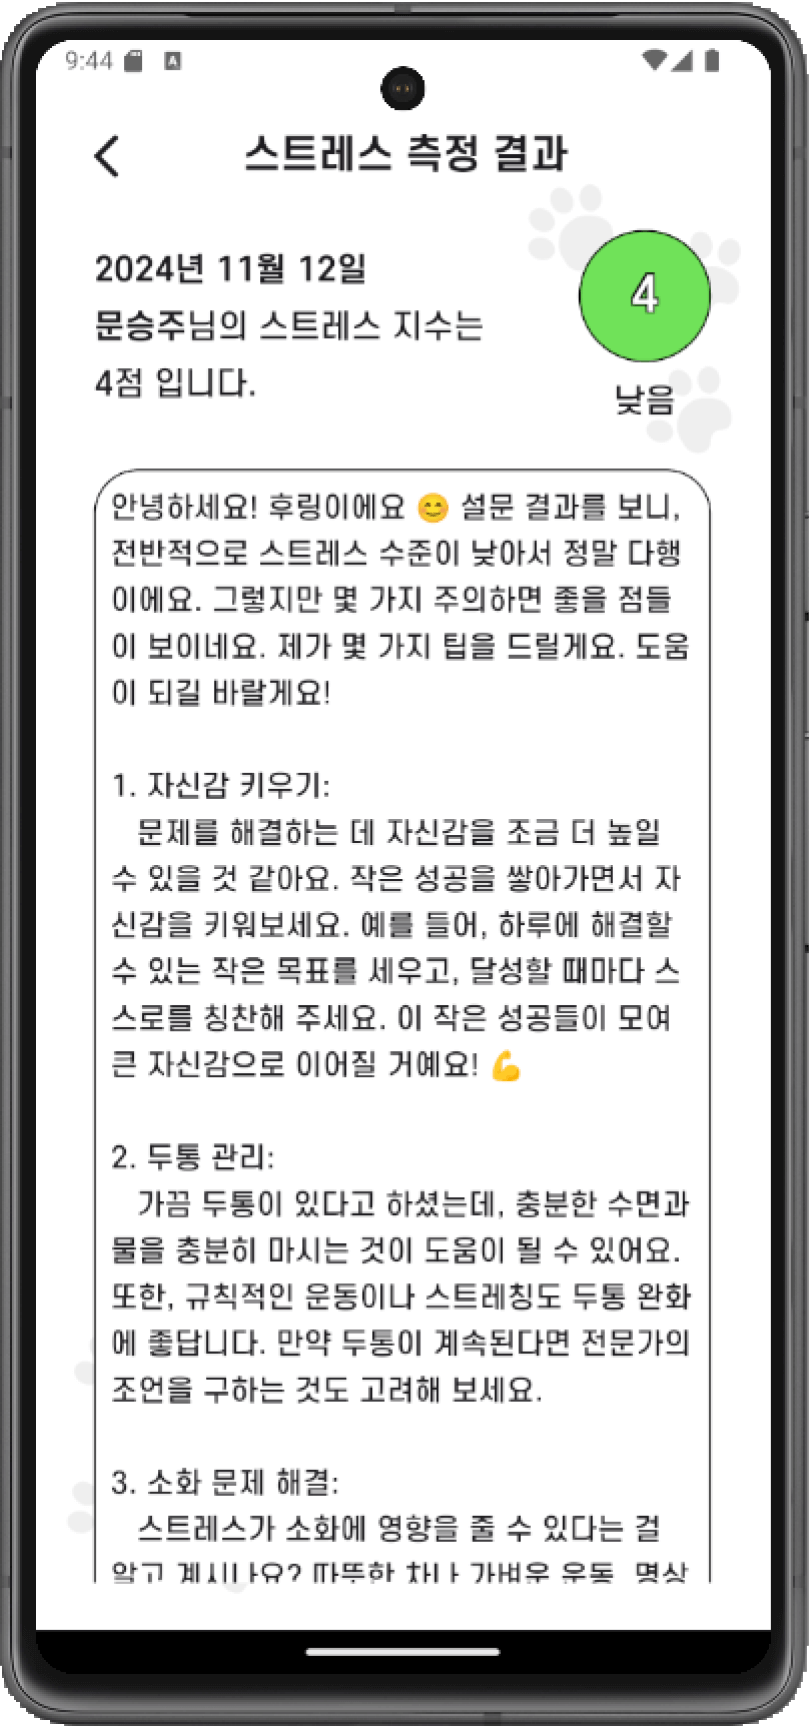 9:44
스트레스 측정 결과
2024년 11월 12일
문승주님의 스트레스 지수는
4점 입니다.
4
낮음
안녕하세요! 후링이에요 😊 설문 결과를 보니,
전반적으로 스트레스 수준이 낮아서 정말 다행
이에요. 그렇지만 몇 가지 주의하면 좋을 점들
이 보이네요. 제가 몇 가지 팁을 드릴게요. 도움
이 되길 바랄게요!
1. 자신감 키우기:
문제를 해결하는 데 자신감을 조금 더 높일
수 있을 것 같아요. 작은 성공을 쌓아가면서 자
신감을 키워보세요. 예를 들어, 하루에 해결할
수 있는 작은 목표를 세우고, 달성할 때마다 스
스로를 칭찬해 주세요. 이 작은 성공들이 모여
큰 자신감으로 이어질 거예요! 💪
2. 두통 관리:
가끔 두통이 있다고 하셨는데, 충분한 수면과
물을 충분히 마시는 것이 도움이 될 수 있어요.
또한, 규칙적인 운동이나 스트레칭도 두통 완화
에 좋답니다. 만약 두통이 계속된다면 전문가의
조언을 구하는 것도 고려해 보세요.
3. 소화 문제 해결:
스트레스가 소화에 영향을 줄 수 있다는 걸
알고 계시나요? 따뜻한 차나 가벼운 운동, 명상